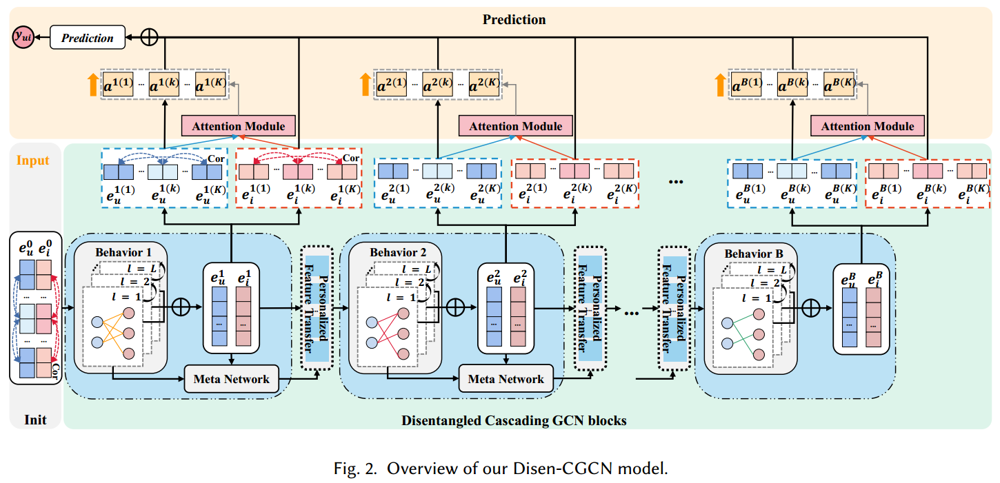 Prediction
y_{ui}
Prediction
a^{1(1)} ... a^{1(k)} ... a^{1(K)}
a^{2(1)} ... a^{2(k)} ... a^{2(K)}
a^{B(1)} ... a^{B(k)} ... a^{B(K)}
Attention Module
Attention Module
Attention Module
Input
Cor
... ...
e_u^{1(1)} e_u^{1(k)} e_u^{1(K)}
Cor
... ...
e_i^{1(1)} e_i^{1(k)} e_i^{1(K)}
... ...
e_u^{2(1)} e_u^{2(k)} e_u^{2(K)}
... ...
e_i^{2(1)} e_i^{2(k)} e_i^{2(K)}
...
... ...
e_u^{B(1)} e_u^{B(k)} e_u^{B(K)}
... ...
e_i^{B(1)} e_i^{B(k)} e_i^{B(K)}
e_u^0 e_i^0
... ...
... ...
Cor
Init
Behavior 1
l = L
l = 2
l = 1
e_u^1 e_i^1
... ...
Meta Network
Personalized
Feature Transfer
Behavior 2
l = L
l = 2
l = 1
e_u^2 e_i^2
... ...
Meta Network
Personalized
Feature Transfer
... ...
Personalized
Feature Transfer
Behavior B
l = L
l = 2
l = 1
e_u^B e_i^B
... ...
Disentangled Cascading GCN blocks
Fig. 2. Overview of our Disen-CGCN model.